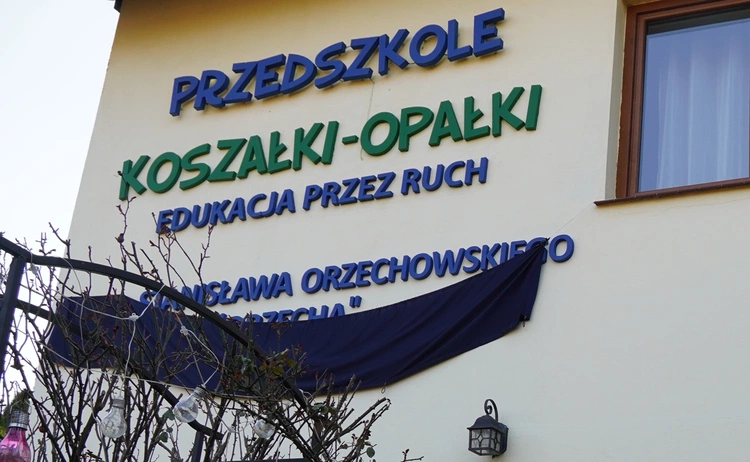 PRZEDSZKOLE
KOSZAŁKI-OPAŁKI
EDUKACJA PRZEZ RUCH
STANISŁAWA ORZECHOWSKIEGO